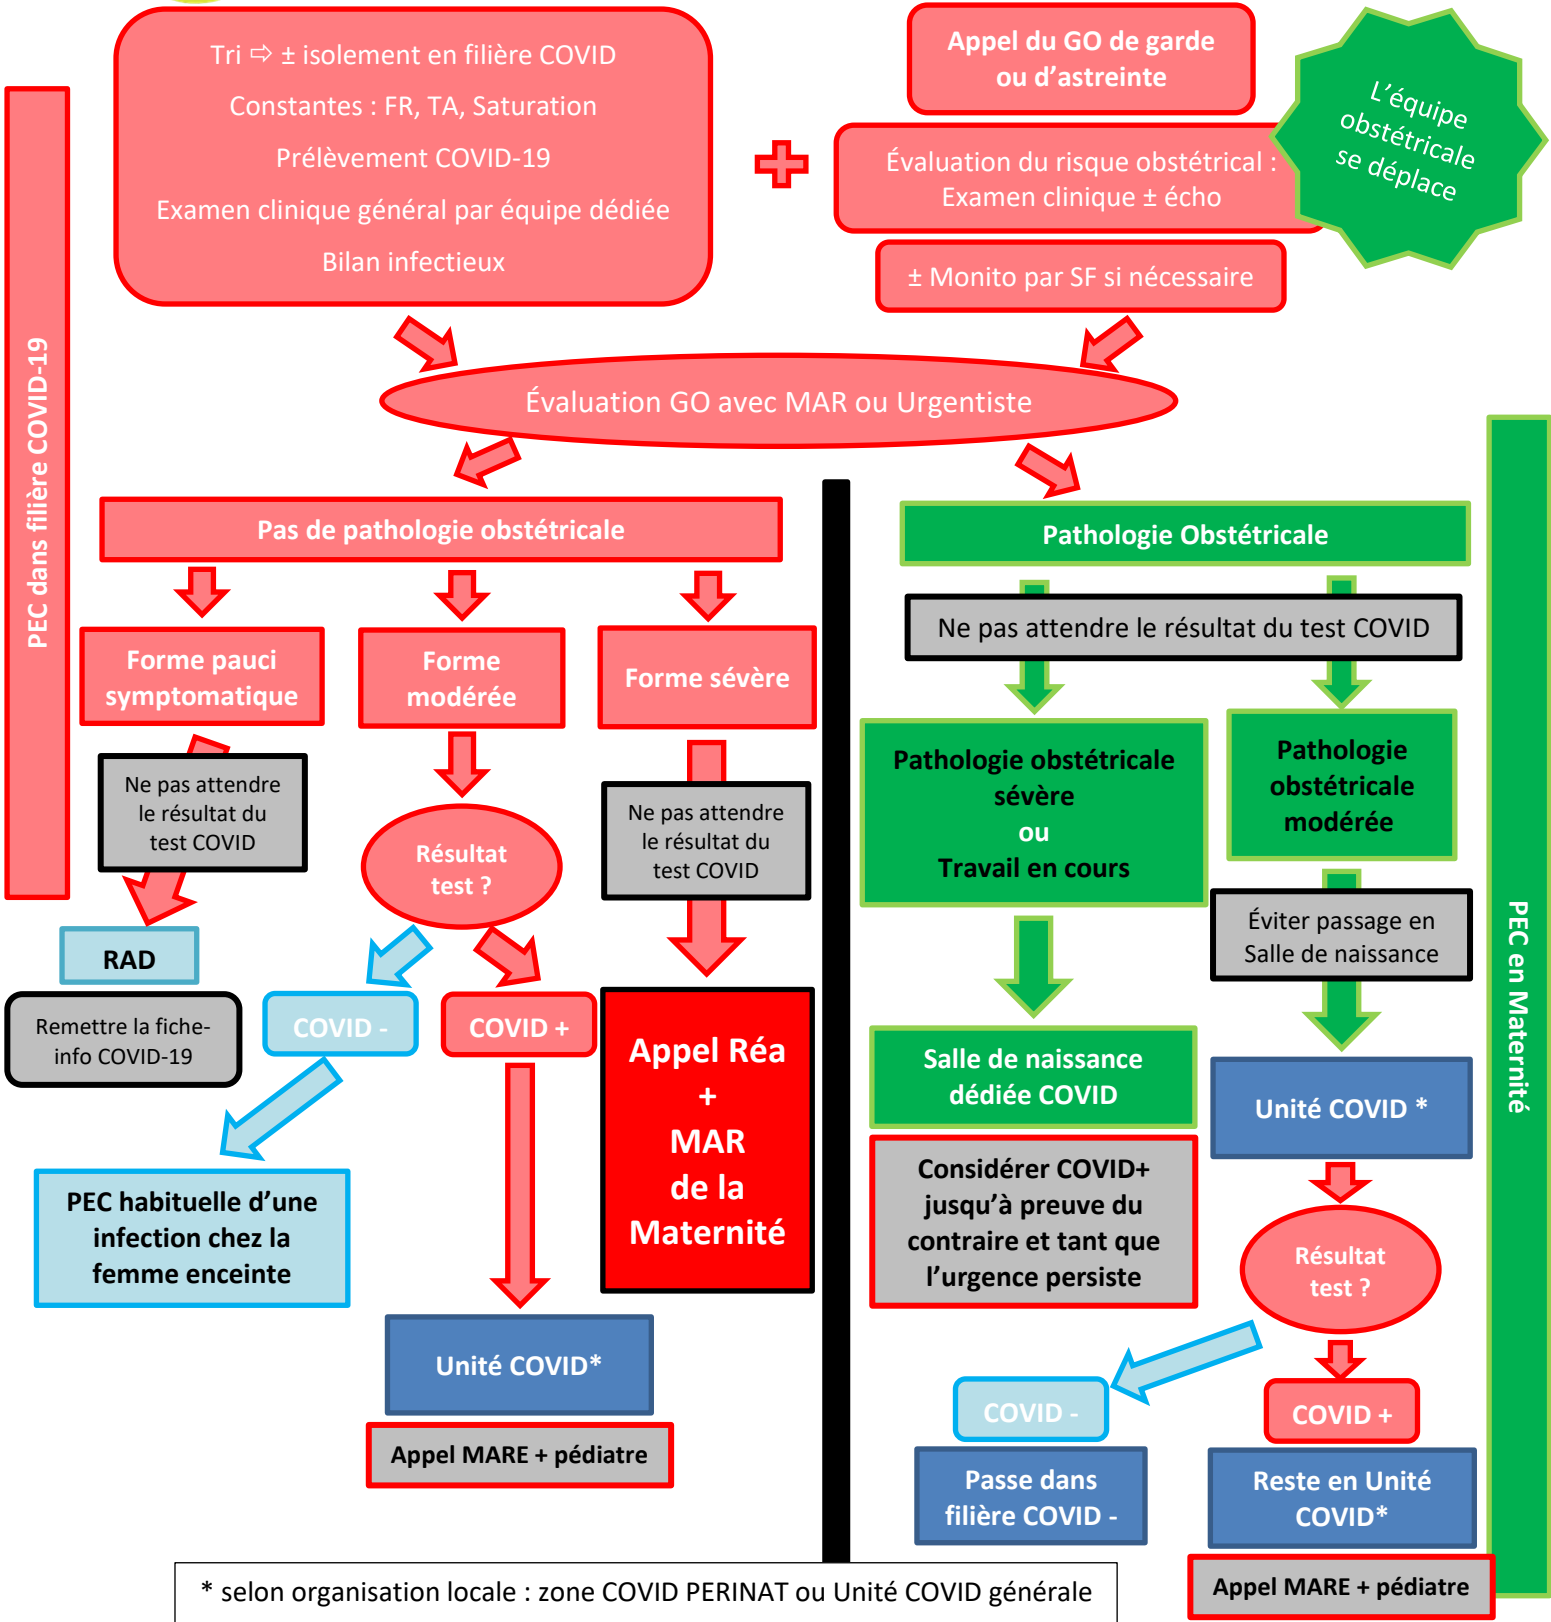 Tri ⇨ ± isolement en filière COVID
Constantes : FR, TA, Saturation
Prélèvement COVID-19
Examen clinique général par équipe dédiée
Bilan infectieux
Appel du GO de garde
ou d’astreinte
Évaluation du risque obstétrical :
Examen clinique ± écho
± Monito par SF si nécessaire
L’équipe
obstétricale
se déplace
PEC dans filière COVID-19
Évaluation GO avec MAR ou Urgentiste
Pas de pathologie obstétricale
Forme pauci
symptomatique
Forme
modérée
Forme sévère
Ne pas attendre
le résultat du
test COVID
Résultat
test ?
Ne pas attendre
le résultat du
test COVID
RAD
Remettre la fiche-
info COVID-19
COVID -
COVID +
Appel Réa
+
MAR
de la
Maternité
PEC habituelle d’une
infection chez la
femme enceinte
Unité COVID*
Appel MARE + pédiatre
Pathologie Obstétricale
Ne pas attendre le résultat du test COVID
Pathologie obstétricale
sévère
ou
Travail en cours
Pathologie
obstétricale
modérée
Éviter passage en
Salle de naissance
PEC en Maternité
Salle de naissance
dédiée COVID
Unité COVID *
Considérer COVID+
jusqu’à preuve du
contraire et tant que
l’urgence persiste
Résultat
test ?
COVID -
COVID +
Passe dans
filière COVID -
Reste en Unité
COVID*
Appel MARE + pédiatre
* selon organisation locale : zone COVID PERINAT ou Unité COVID générale